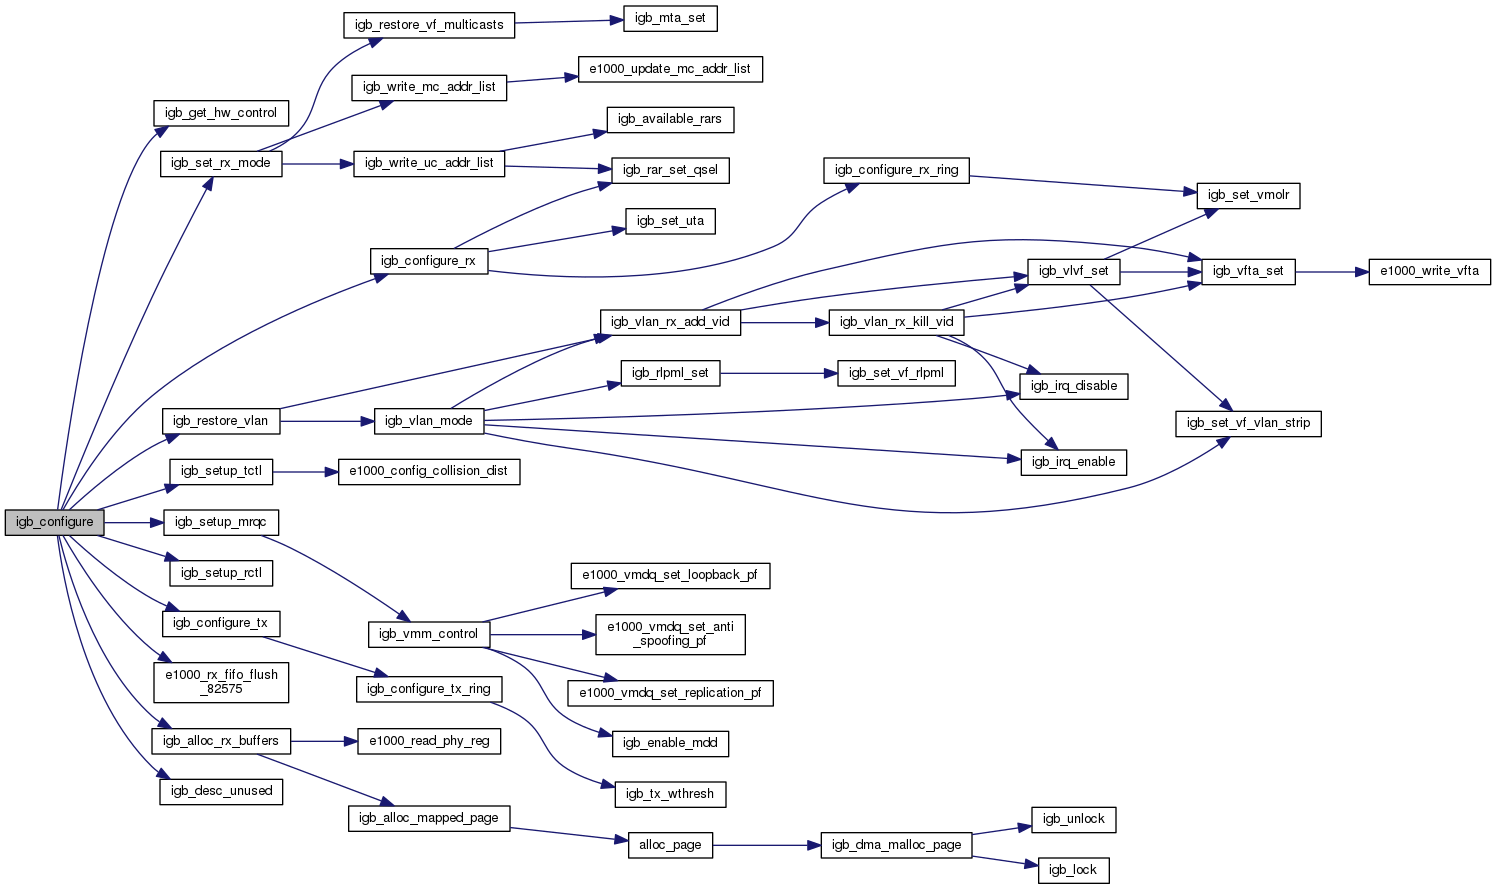 igb_restore_vf_multicasts
igb_mta_set
igb_write_mc_addr_list
e1000_update_mc_addr_list
igb_get_hw_control
igb_available_rars
igb_set_rx_mode
igb_write_uc_addr_list
igb_rar_set_qsel
igb_configure_rx_ring
igb_set_vmolr
igb_set_uta
igb_configure_rx
igb_vlvf_set
igb_vfta_set
e1000_write_vfta
igb_vlan_rx_add_vid
igb_vlan_rx_kill_vid
igb_rlpml_set
igb_set_vf_rlpml
igb_irq_disable
igb_restore_vlan
igb_vlan_mode
igb_set_vf_vlan_strip
igb_setup_tctl
e1000_config_collision_dist
igb_irq_enable
igb_configure
igb_setup_mrqc
igb_setup_rctl
e1000_vmdq_set_loopback_pf
igb_configure_tx
igb_vmm_control
e1000_vmdq_set_anti
_spoofing_pf
e1000_rx_fifo_flush
_82575
igb_configure_tx_ring
e1000_vmdq_set_replication_pf
igb_alloc_rx_buffers
e1000_read_phy_reg
igb_enable_mdd
igb_desc_unused
igb_tx_wthresh
igb_alloc_mapped_page
igb_unlock
alloc_page
igb_dma_malloc_page
igb_lock